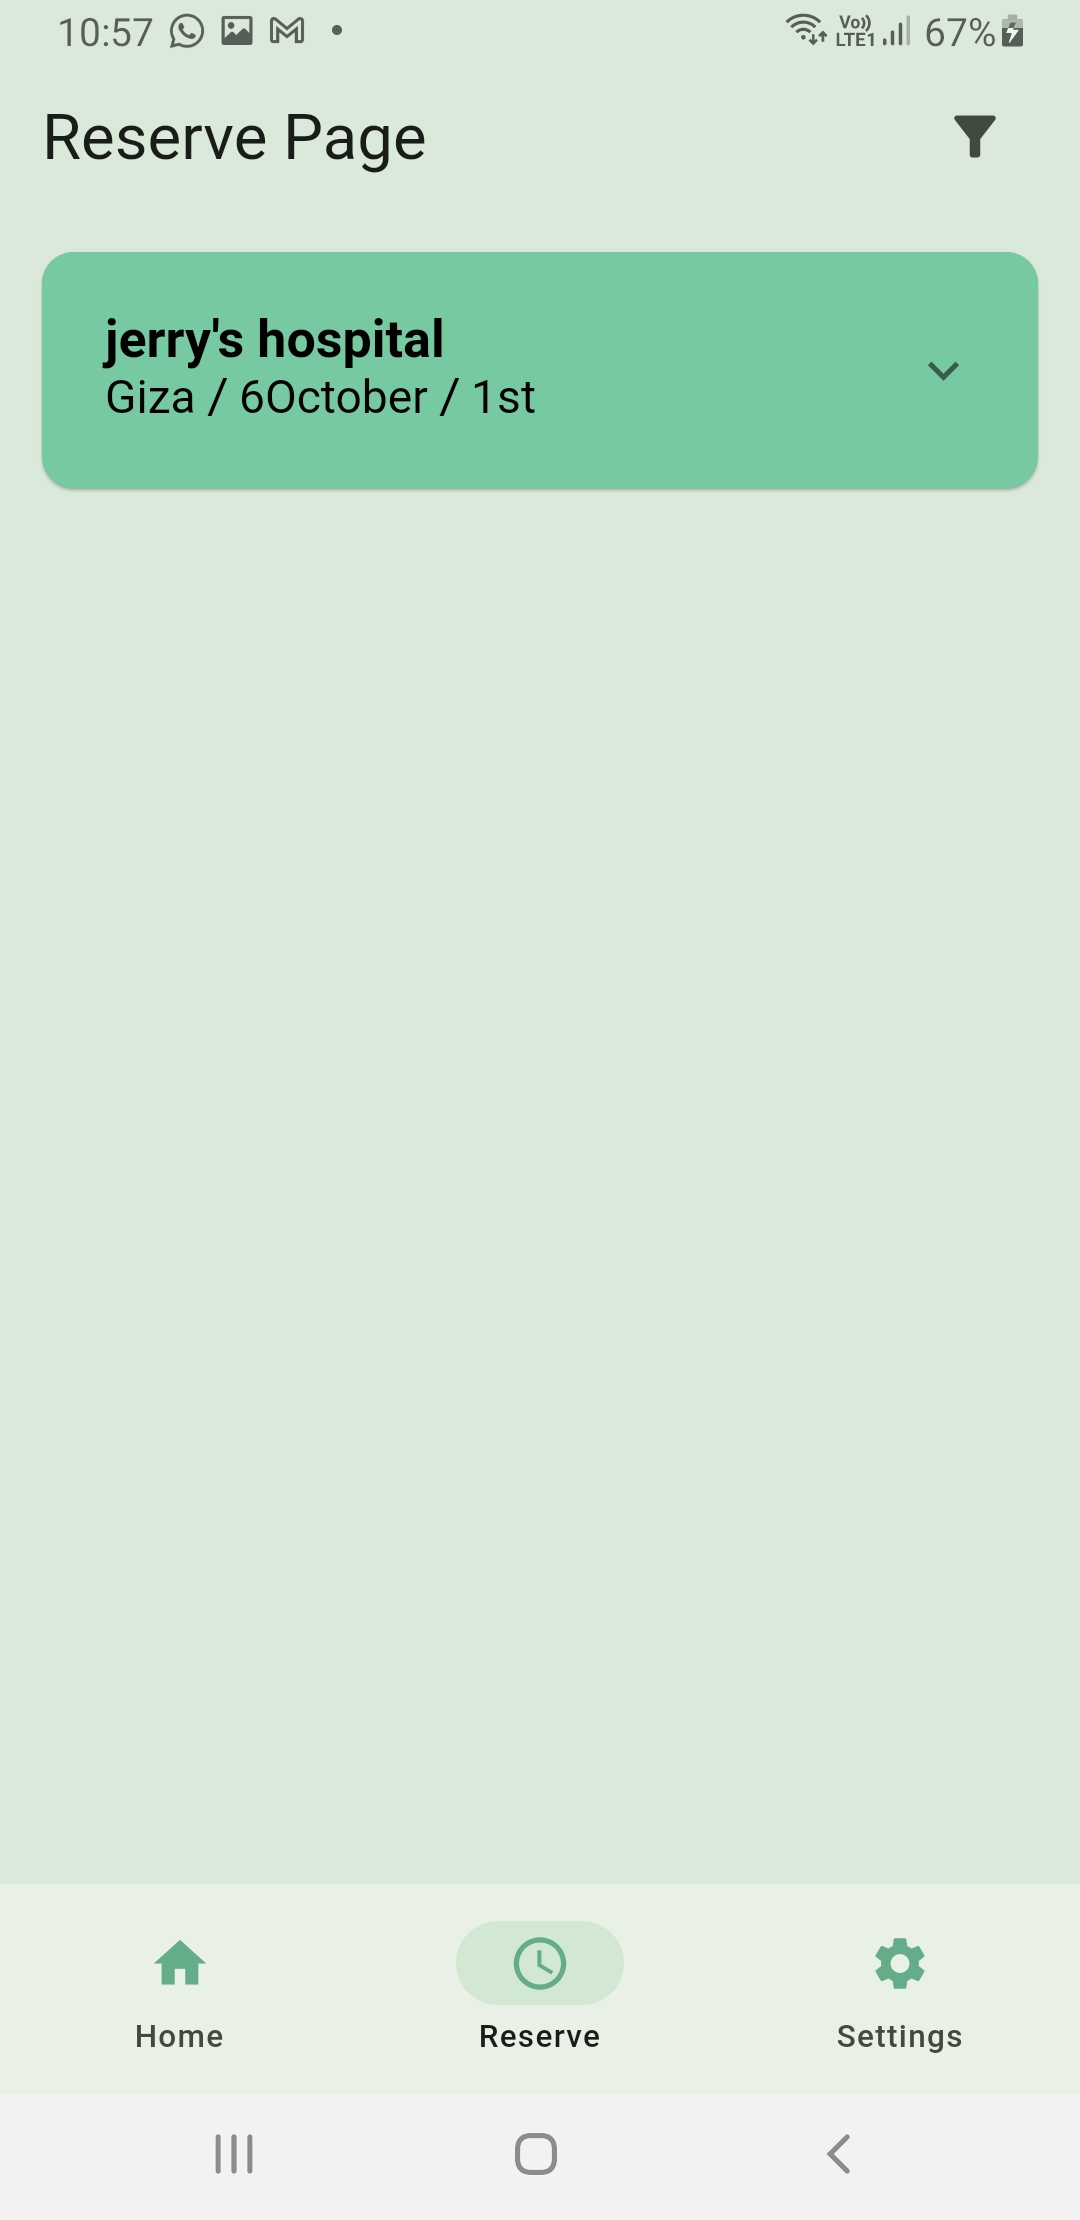 10:57
Vo)) LTE1 67%
Reserve Page
jerry's hospital
Giza / 6October / 1st
Home Reserve Settings